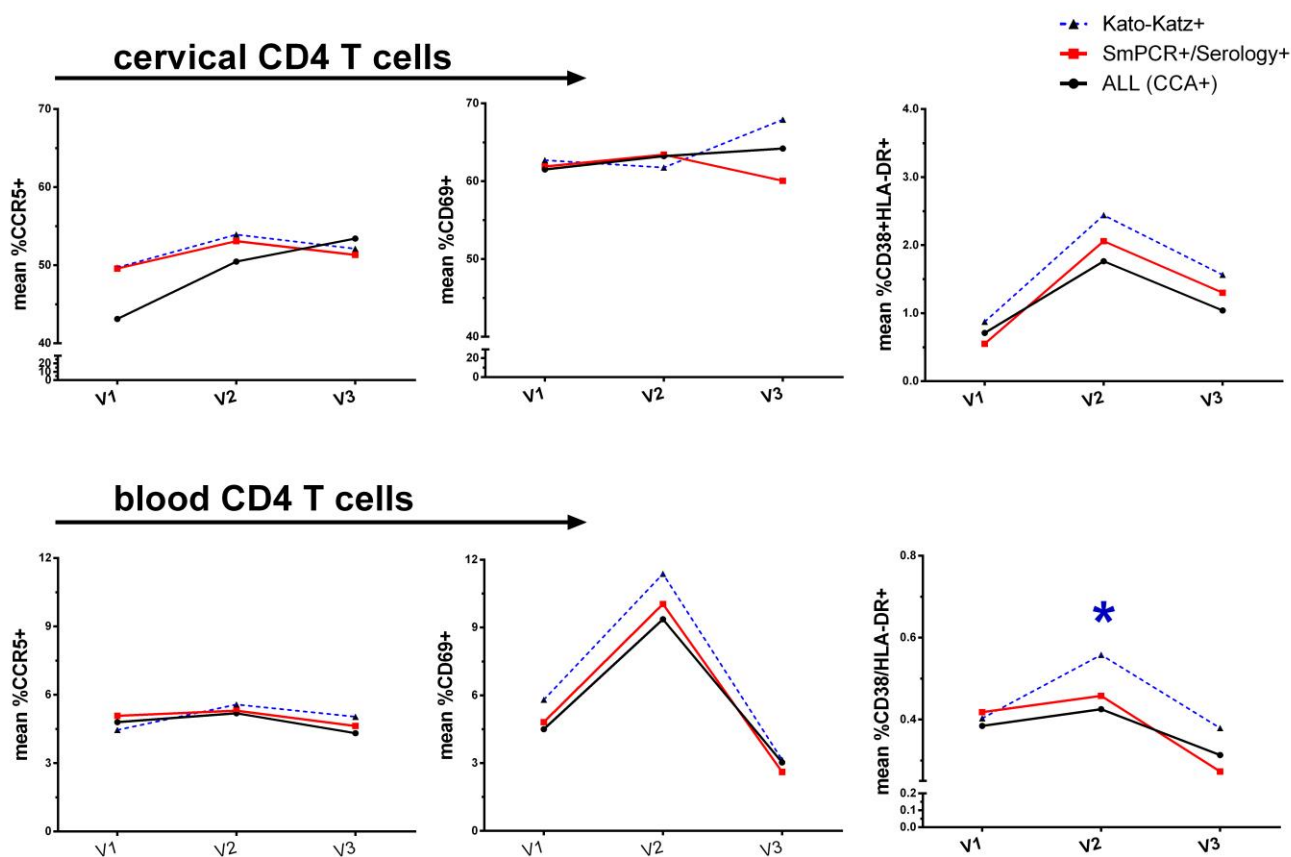 Kato-Katz+
SmPCR+/Serology+
ALL (CCA+)
cervical CD4 T cells
mean %CCR5+
70
60
50
40
20
10
0
V1 V2 V3
mean %CD69+
70
60
50
40
20
0
V1 V2 V3
mean %CD38+HLA-DR+
4.0
3.0
2.0
1.0
0.0
V1 V2 V3
blood CD4 T cells
mean %CCR5+
12
9
6
3
0
V1 V2 V3
mean %CD69+
12
9
6
3
0
V1 V2 V3
mean %CD38/HLA-DR+
0.8
0.6
0.4
0.2
0.1
0.0
*
V1 V2 V3